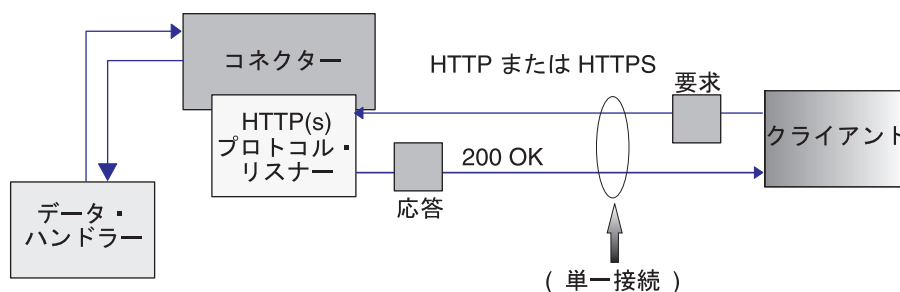 コネクター
HTTP または HTTPS
要求
HTTP(s)
プロトコル・
リスナー
クライアント
200 OK
応答
データ・
ハンドラー
( 単一接続 )